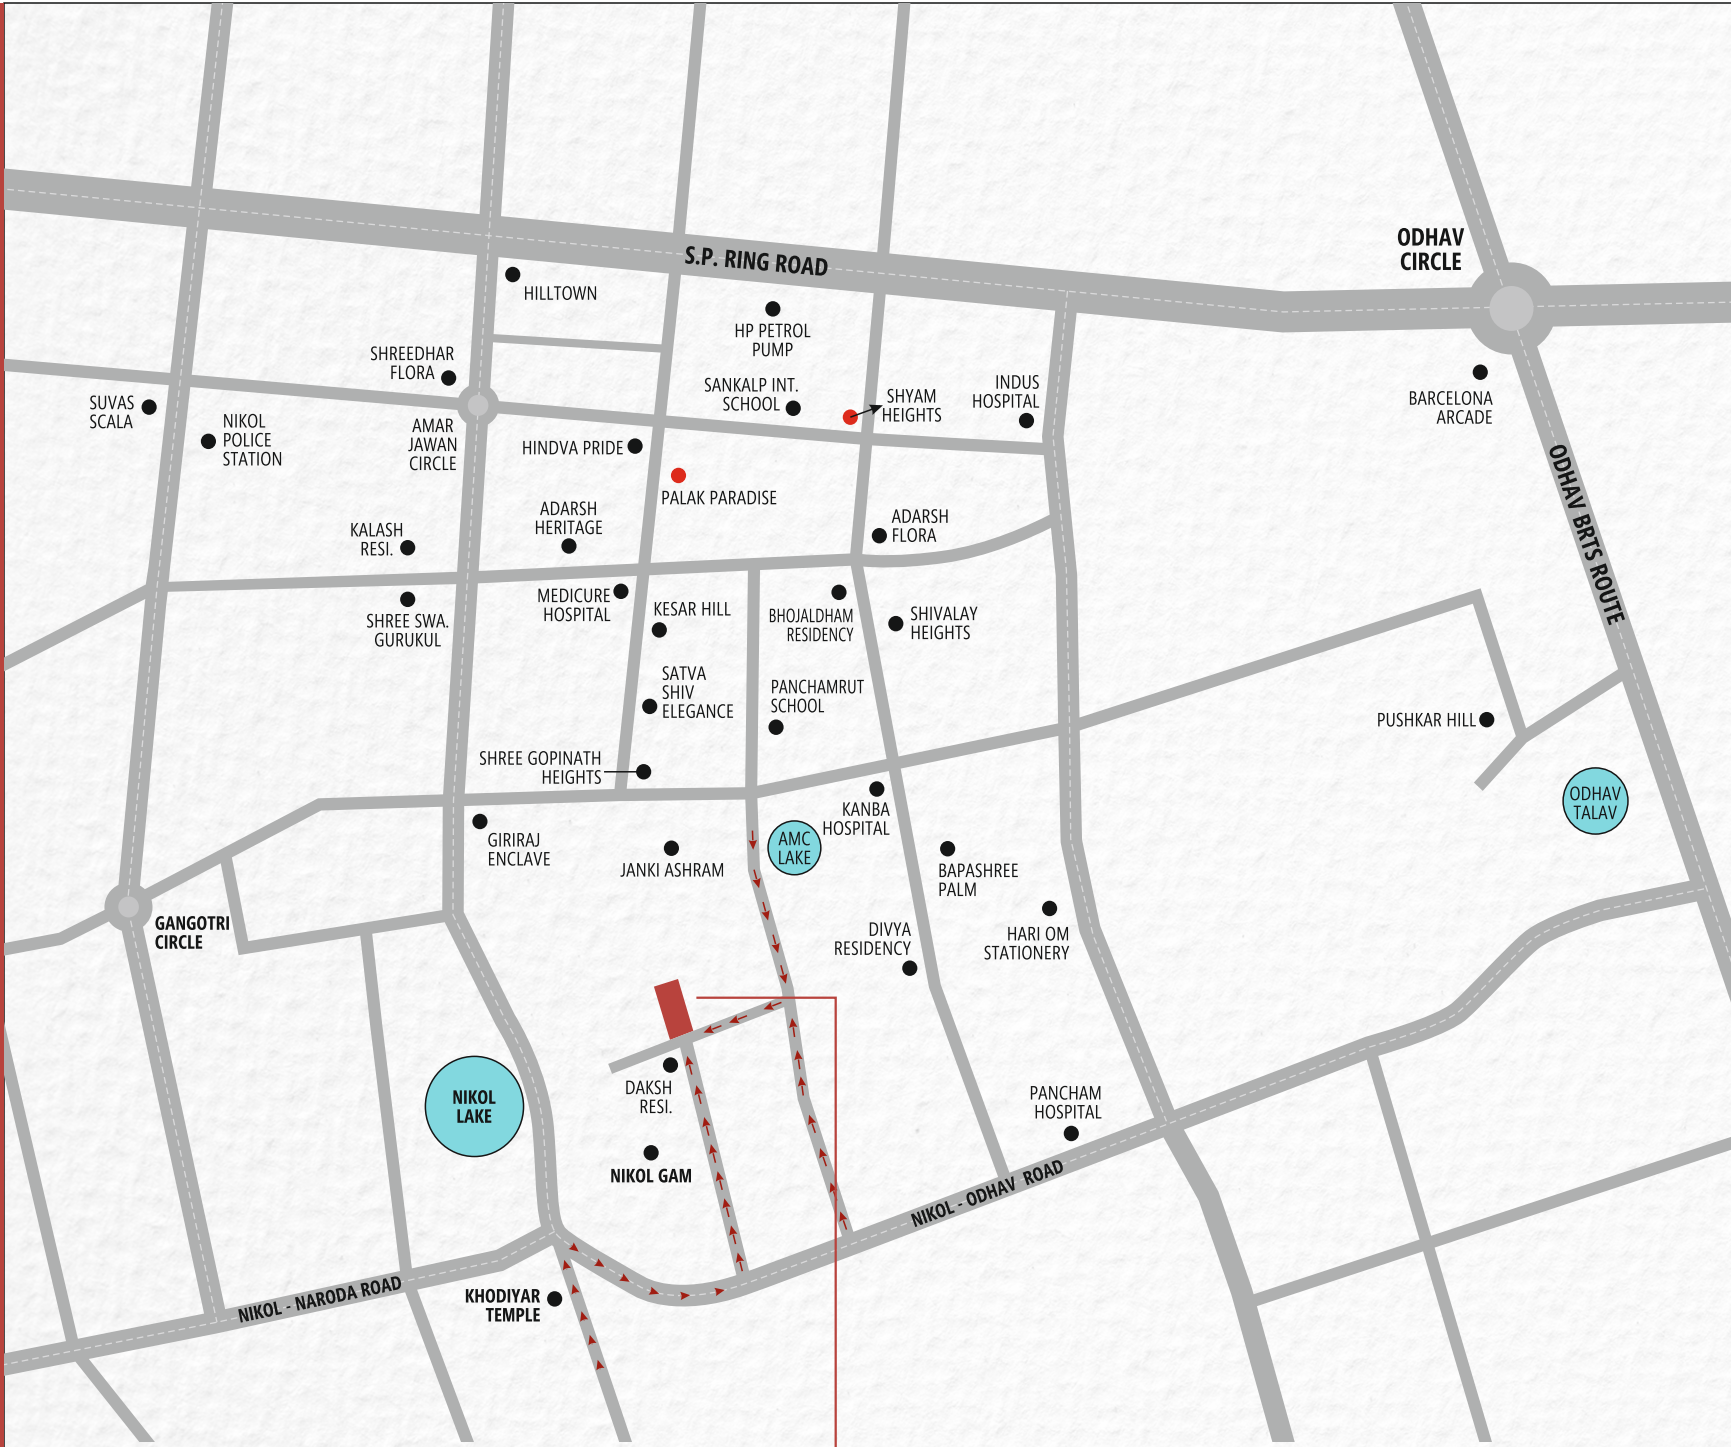 ODHAV
CIRCLE
S.P. RING ROAD
HILLTOWN
HP PETROL
PUMP
SHREEDHAR
FLORA
SUVAS
SCALA
NIKOL
POLICE
STATION
AMAR
JAWAN
CIRCLE
HINDVA PRIDE
SANKALP INT.
SCHOOL
SHYAM
HEIGHTS
INDUS
HOSPITAL
BARCELONA
ARCADE
PALAK PARADISE
ODHAV BRTS ROUTE
KALASH
RESI.
ADARSH
HERITAGE
ADARSH
FLORA
SHREE SWA.
GURUKUL
MEDICURE
HOSPITAL
KESAR HILL
BHOJALDHAM
RESIDENCY
SHIVALAY
HEIGHTS
SATVA
SHIV
ELEGANCE
PANCHAMRUT
SCHOOL
PUSHKAR HILL
SHREE GOPINATH
HEIGHTS
ODHAV
TALAV
GIRIRAJ
ENCLAVE
JANKI ASHRAM
AMC
LAKE
KANBA
HOSPITAL
BAPASHREE
PALM
GANGOTRI
CIRCLE
DIVYA
RESIDENCY
HARI OM
STATIONERY
NIKOL
LAKE
DAKSH
RESI.
PANCHAM
HOSPITAL
NIKOL GAM
NIKOL - ODHAV ROAD
NIKOL - NARODA ROAD
KHODIYAR
TEMPLE